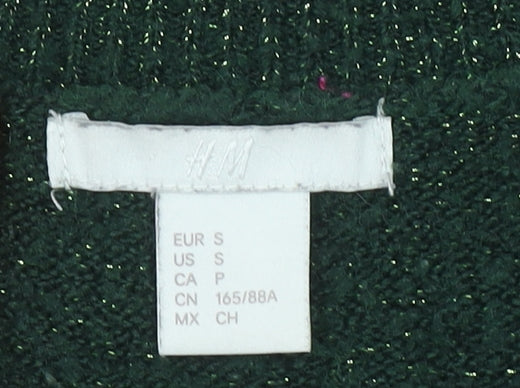 H&M
EUR S
US S
CA P
CN 165/88A
MX CH